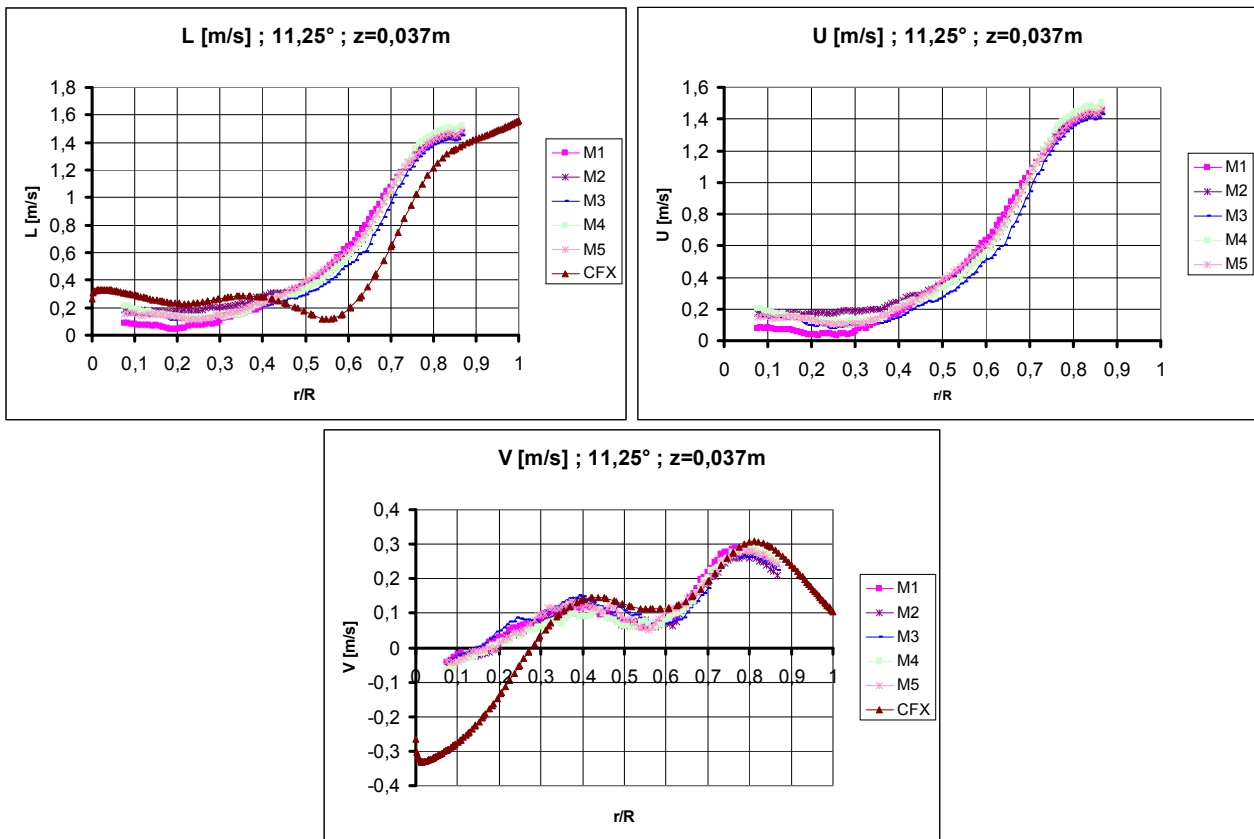 L [m/s] ; 11,25° ; z=0,037m
1,8
1,6
1,4
1,2
1
0,8
0,6
0,4
0,2
0
L [m/s]
0 0,1 0,2 0,3 0,4 0,5 0,6 0,7 0,8 0,9 1
r/R
M1
M2
M3
M4
M5
CFX
U [m/s] ; 11,25° ; z=0,037m
1,6
1,4
1,2
1
0,8
0,6
0,4
0,2
0
U [m/s]
0 0,1 0,2 0,3 0,4 0,5 0,6 0,7 0,8 0,9 1
r/R
M1
M2
M3
M4
M5
V [m/s] ; 11,25° ; z=0,037m
0,4
0,3
0,2
0,1
0
-0,1
-0,2
-0,3
-0,4
V [m/s]
0 0,1 0,2 0,3 0,4 0,5 0,6 0,7 0,8 0,9 1
r/R
M1
M2
M3
M4
M5
CFX